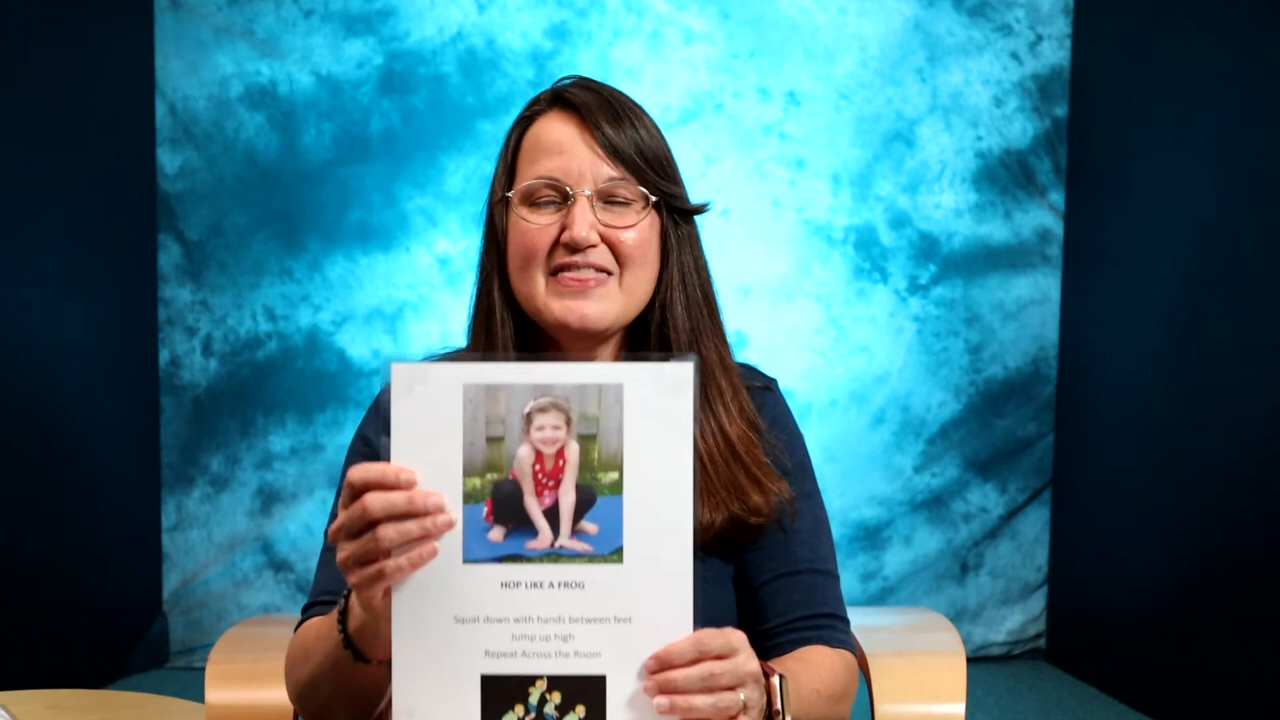 HOP LIKE A FROG
Squat down with hands between feet
Jump up high
Repeat Across the Room